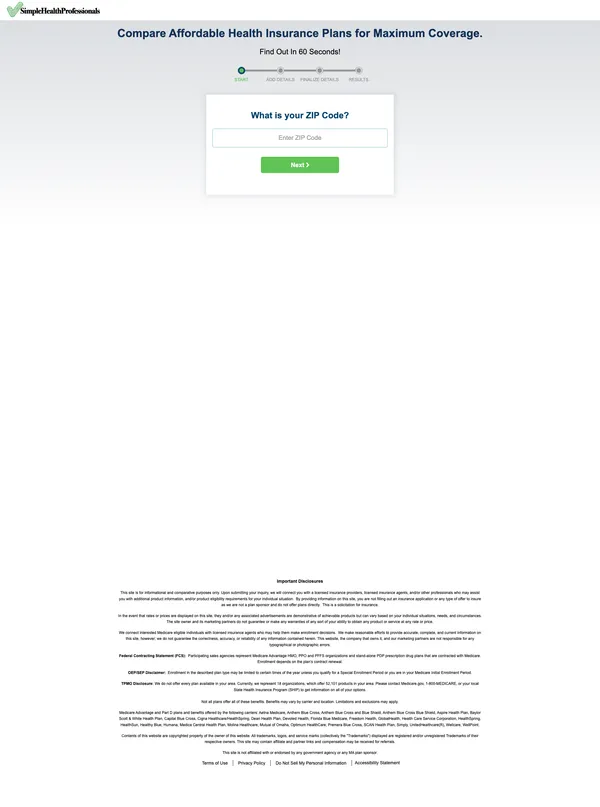 SimpleHealthProfessionals
Compare Affordable Health Insurance Plans for Maximum Coverage.
Find Out In 60 Seconds!
START ADD DETAILS FINALIZE DETAILS RESULTS
What is your ZIP Code?
Enter ZIP Code
Next
Important Disclosures
This site is for informational and comparative purposes only. Upon submitting your inquiry, we will connect you with a licensed insurance providers, licensed insurance agents, and/or other professionals who may assist
you with additional product information, and/or product eligibility requirements for your individual situation. By providing information on this site, you are not filling out an insurance application or any type of offer to insure
as we are not a plan sponsor and do not offer plans directly. This is a solicitation for insurance.
In the event that rates or prices are displayed on this site, they and/or any associated advertisements are demonstrative of achievable products but can vary based on your individual situations, needs, and circumstances.
The site owner and its marketing partners do not guarantee or make any warranties of any sort of your ability to obtain any product or service at any rate or price.
We connect interested Medicare eligible individuals with licensed insurance agents who may help them make enrollment decisions. We make reasonable efforts to provide accurate, complete, and current information on
this site, however, we do not guarantee the correctness, accuracy, or reliability of any information contained herein. This website, the company that owns it, and our marketing partners are not responsible for any
typographical or photographic errors.
Federal Contracting Statement (FCS): Participating sales agencies represent Medicare Advantage HMO, PPO and PFFS organizations and stand-alone PDP prescription drug plans that are contracted with Medicare.
Enrollment depends on the plan's contract renewal.
OEP/SEP Disclaimer: Enrollment in the described plan type may be limited to certain times of the year unless you qualify for a Special Enrollment Period or you are in your Medicare Initial Enrollment Period.
TPMO Disclosure: We do not offer every plan available in your area. Currently, we represent 18 organizations, which offer 52,101 products in your area. Please contact Medicare.gov, 1-800-MEDICARE, or your local
State Health Insurance Program (SHIP) to get information on all of your options.
Not all plans offer all of these benefits. Benefits may vary by carrier and location. Limitations and exclusions may apply.
Medicare Advantage and Part D plans and benefits offered by the following carriers: Aetna Medicare, Anthem Blue Cross, Anthem Blue Cross and Blue Shield, Anthem Blue Cross Blue Shield, Aspire Health Plan, Baylor
Scott & White Health Plan, Capital Blue Cross, Cigna HealthcareHealthSpring, Dean Health Plan, Devoted Health, Florida Blue Medicare, Freedom Health, GlobalHealth, Health Care Service Corporation, HealthSpring,
HealthSun, Healthy Blue, Humana, Medica Central Health Plan, Molina Healthcare, Mutual of Omaha, Optimum HealthCare, Premera Blue Cross, SCAN Health Plan, Simply, UnitedHealthcare(R), Wellcare, WellPoint.
Contents of this website are copyrighted property of the owner of this website. All trademarks, logos, and service marks (collectively the "Trademarks") displayed are registered and/or unregistered Trademarks of
their respective owners. This site may contain affiliate and partner links and compensation may be received for referrals.
This site is not affiliated with or endorsed by any government agency or any MA plan sponsor.
Terms of Use | Privacy Policy | Do Not Sell My Personal Information | Accessibility Statement